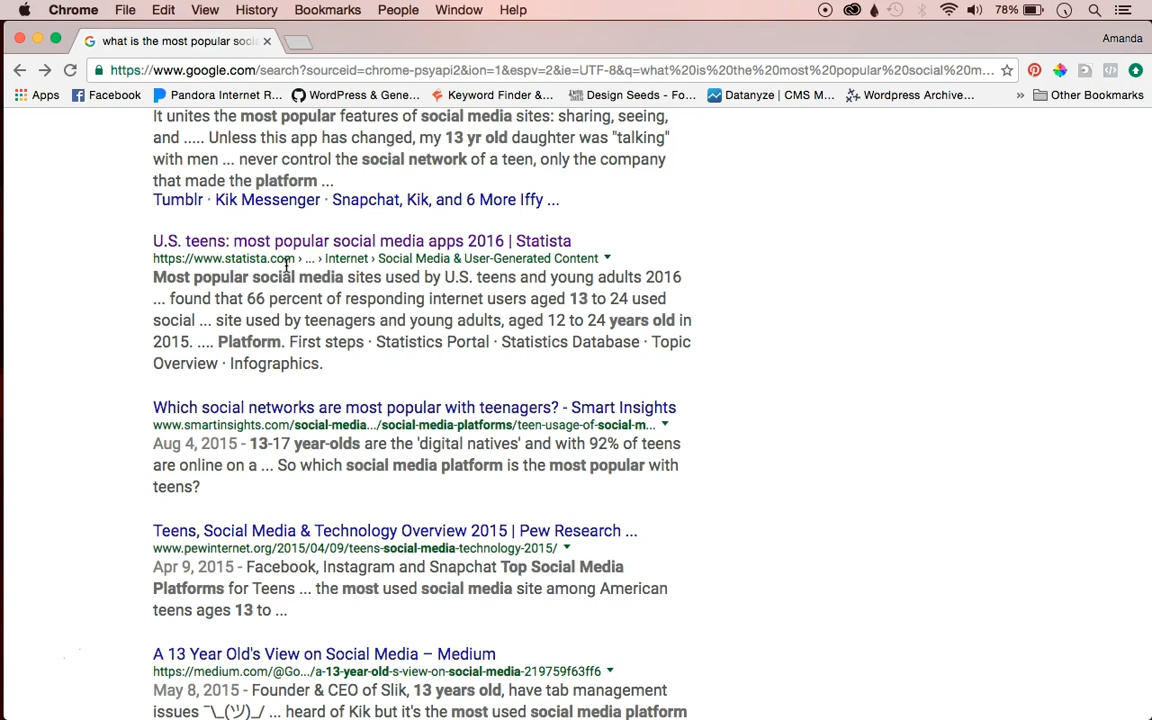 Chrome File Edit View History Bookmarks People Window Help 78%
what is the most popular soci Amanda
https://www.google.com/search?sourceid=chrome-psyapi2&ion=1&espv=2&ie=UTF-8&q=what%20is%20the%20most%20popular%20social%20m...
Apps Facebook Pandora Internet R... WordPress & Gene... Keyword Finder &... Design Seeds - Fo... Datanyze | CMS M... Wordpress Archive... » Other Bookmarks
It unites the most popular features of social media sites: sharing, seeing,
and ..... Unless this app has changed, my 13 yr old daughter was "talking"
with men ... never control the social network of a teen, only the company
that made the platform ...
Tumblr · Kik Messenger · Snapchat, Kik, and 6 More Iffy ...
U.S. teens: most popular social media apps 2016 | Statista
https://www.statista.com › ... › Internet › Social Media & User-Generated Content
Most popular social media sites used by U.S. teens and young adults 2016
... found that 66 percent of responding internet users aged 13 to 24 used
social ... site used by teenagers and young adults, aged 12 to 24 years old in
2015. .... Platform. First steps · Statistics Portal · Statistics Database · Topic
Overview · Infographics.
Which social networks are most popular with teenagers? - Smart Insights
www.smartinsights.com/social-media.../social-media-platforms/teen-usage-of-social-m...
Aug 4, 2015 - 13-17 year-olds are the 'digital natives' and with 92% of teens
are online on a ... So which social media platform is the most popular with
teens?
Teens, Social Media & Technology Overview 2015 | Pew Research ...
www.pewinternet.org/2015/04/09/teens-social-media-technology-2015/
Apr 9, 2015 - Facebook, Instagram and Snapchat Top Social Media
Platforms for Teens ... the most used social media site among American
teens ages 13 to ...
A 13 Year Old's View on Social Media – Medium
https://medium.com/@Go.../a-13-year-old-s-view-on-social-media-219759f63ff6
May 8, 2015 - Founder & CEO of Slik, 13 years old, have tab management
issues ¯\_(ツ)_/ ... heard of Kik but it's the most used social media platform